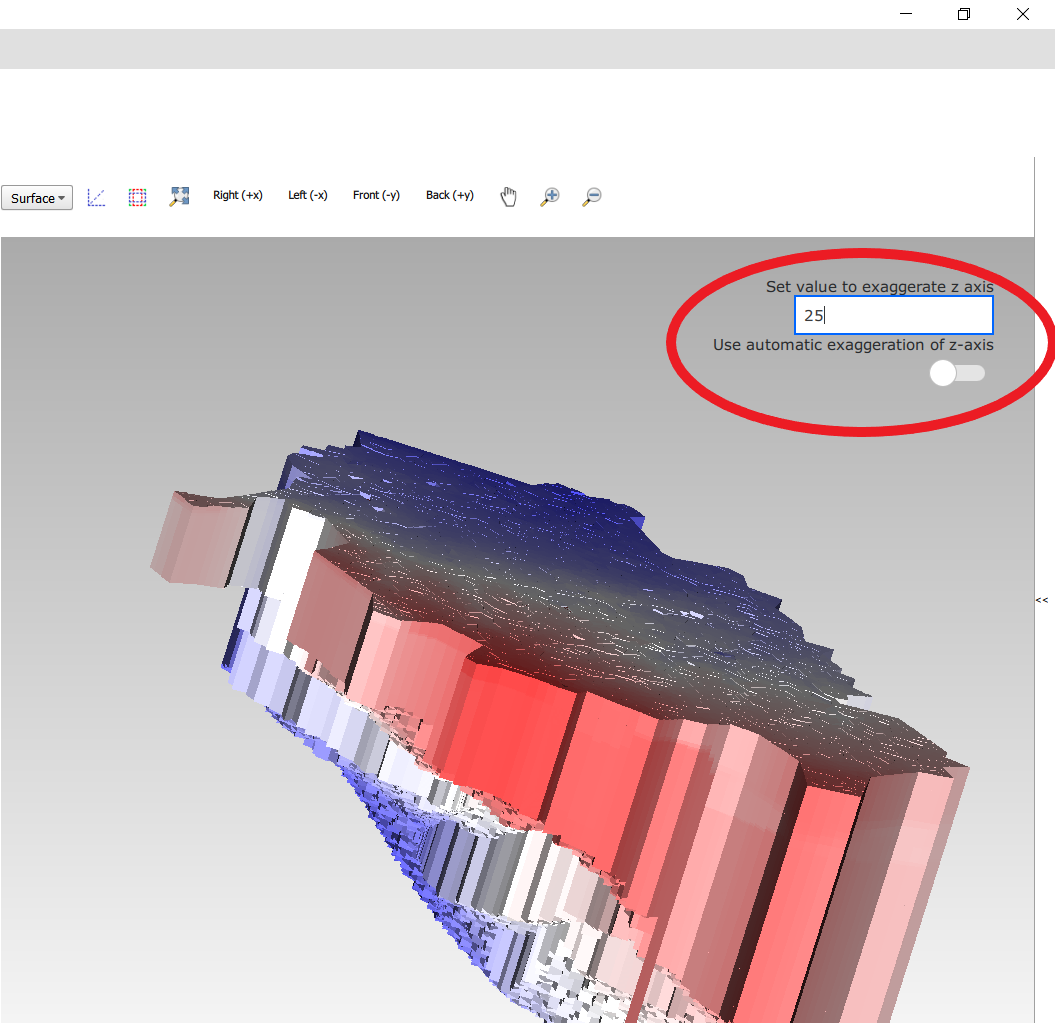 Surface Right (+x) Left (-x) Front (-y) Back (+y)
Set value to exaggerate z axis
25
Use automatic exaggeration of z-axis
<<